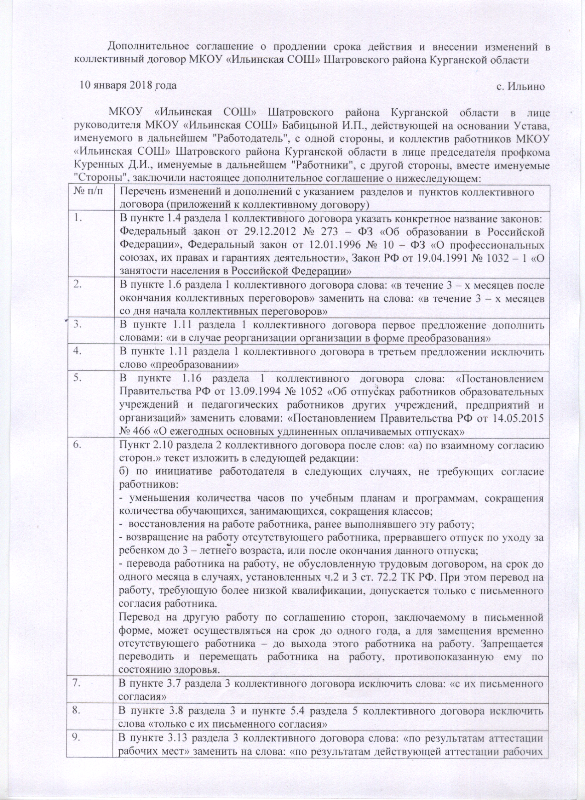 Дополнительное соглашение о продлении срока действия и внесении изменений в
коллективный договор МКОУ «Ильинская СОШ» Шатровского района Курганской области
10 января 2018 года
с. Ильино
МКОУ «Ильинская СОШ» Шатровского района Курганской области в лице
руководителя МКОУ «Ильинская СОШ» Бабицыной И.П., действующей на основании Устава,
именуемого в дальнейшем "Работодатель", с одной стороны, и коллектив работников МКОУ
«Ильинская СОШ» Шатровского района Курганской области в лице председателя профкома
Куренных Д.И., именуемые в дальнейшем "Работники", с другой стороны, вместе именуемые
"Стороны", заключили настоящее дополнительное соглашение о нижеследующем:
№ п/п
Перечень изменений и дополнений с указанием разделов и пунктов коллективного
договора (приложений к коллективному договору)
1.
В пункте 1.4 раздела 1 коллективного договора указать конкретное название законов:
Федеральный закон от 29.12.2012 № 273 – ФЗ «Об образовании в Российской
Федерации», Федеральный закон от 12.01.1996 № 10 – ФЗ «О профессиональных
союзах, их правах и гарантиях деятельности», Закон РФ от 19.04.1991 № 1032 – 1 «О
занятости населения в Российской Федерации»
2.
В пункте 1.6 раздела 1 коллективного договора слова: «в течение 3 – х месяцев после
окончания коллективных переговоров» заменить на слова: «в течение 3 – х месяцев
со дня начала коллективных переговоров»
3.
В пункте 1.11 раздела 1 коллективного договора первое предложение дополнить
словами: «и в случае реорганизации организации в форме преобразования»
4.
В пункте 1.11 раздела 1 коллективного договора в третьем предложении исключить
слово «преобразовании»
5.
В пункте 1.16 раздела 1 коллективного договора слова: «Постановлением
Правительства РФ от 13.09.1994 № 1052 «Об отпусках работников образовательных
учреждений и педагогических работников других учреждений, предприятий и
организаций» заменить словами: «Постановлением Правительства РФ от 14.05.2015
№ 466 «О ежегодных основных удлиненных оплачиваемых отпусках»
6.
Пункт 2.10 раздела 2 коллективного договора после слов: «а) по взаимному согласию
сторон.» текст изложить в следующей редакции:
б) по инициативе работодателя в следующих случаях, не требующих согласие
работников:
- уменьшения количества часов по учебным планам и программам, сокращения
количества обучающихся, занимающихся, сокращения классов;
- восстановления на работе работника, ранее выполнявшего эту работу;
- возвращение на работу отсутствующего работника, прервавшего отпуск по уходу за
ребенком до 3 – летнего возраста, или после окончания данного отпуска;
- перевода работника на работу, не обусловленную трудовым договором, на срок до
одного месяца в случаях, установленных ч.2 и 3 ст. 72.2 ТК РФ. При этом перевод на
работу, требующую более низкой квалификации, допускается только с письменного
согласия работника.
Перевод на другую работу по соглашению сторон, заключаемому в письменной
форме, может осуществляться на срок до одного года, а для замещения временно
отсутствующего работника – до выхода этого работника на работу. Запрещается
переводить и перемещать работника на работу, противопоказанную ему по
состоянию здоровья.
7.
В пункте 3.7 раздела 3 коллективного договора исключить слова: «с их письменного
согласия»
8.
В пункте 3.8 раздела 3 и пункте 5.4 раздела 5 коллективного договора исключить
слова «только с их письменного согласия»
9.
В пункте 3.13 раздела 3 коллективного договора слова: «по результатам аттестации
рабочих мест» заменить на слова: «по результатам действующей аттестации рабочих